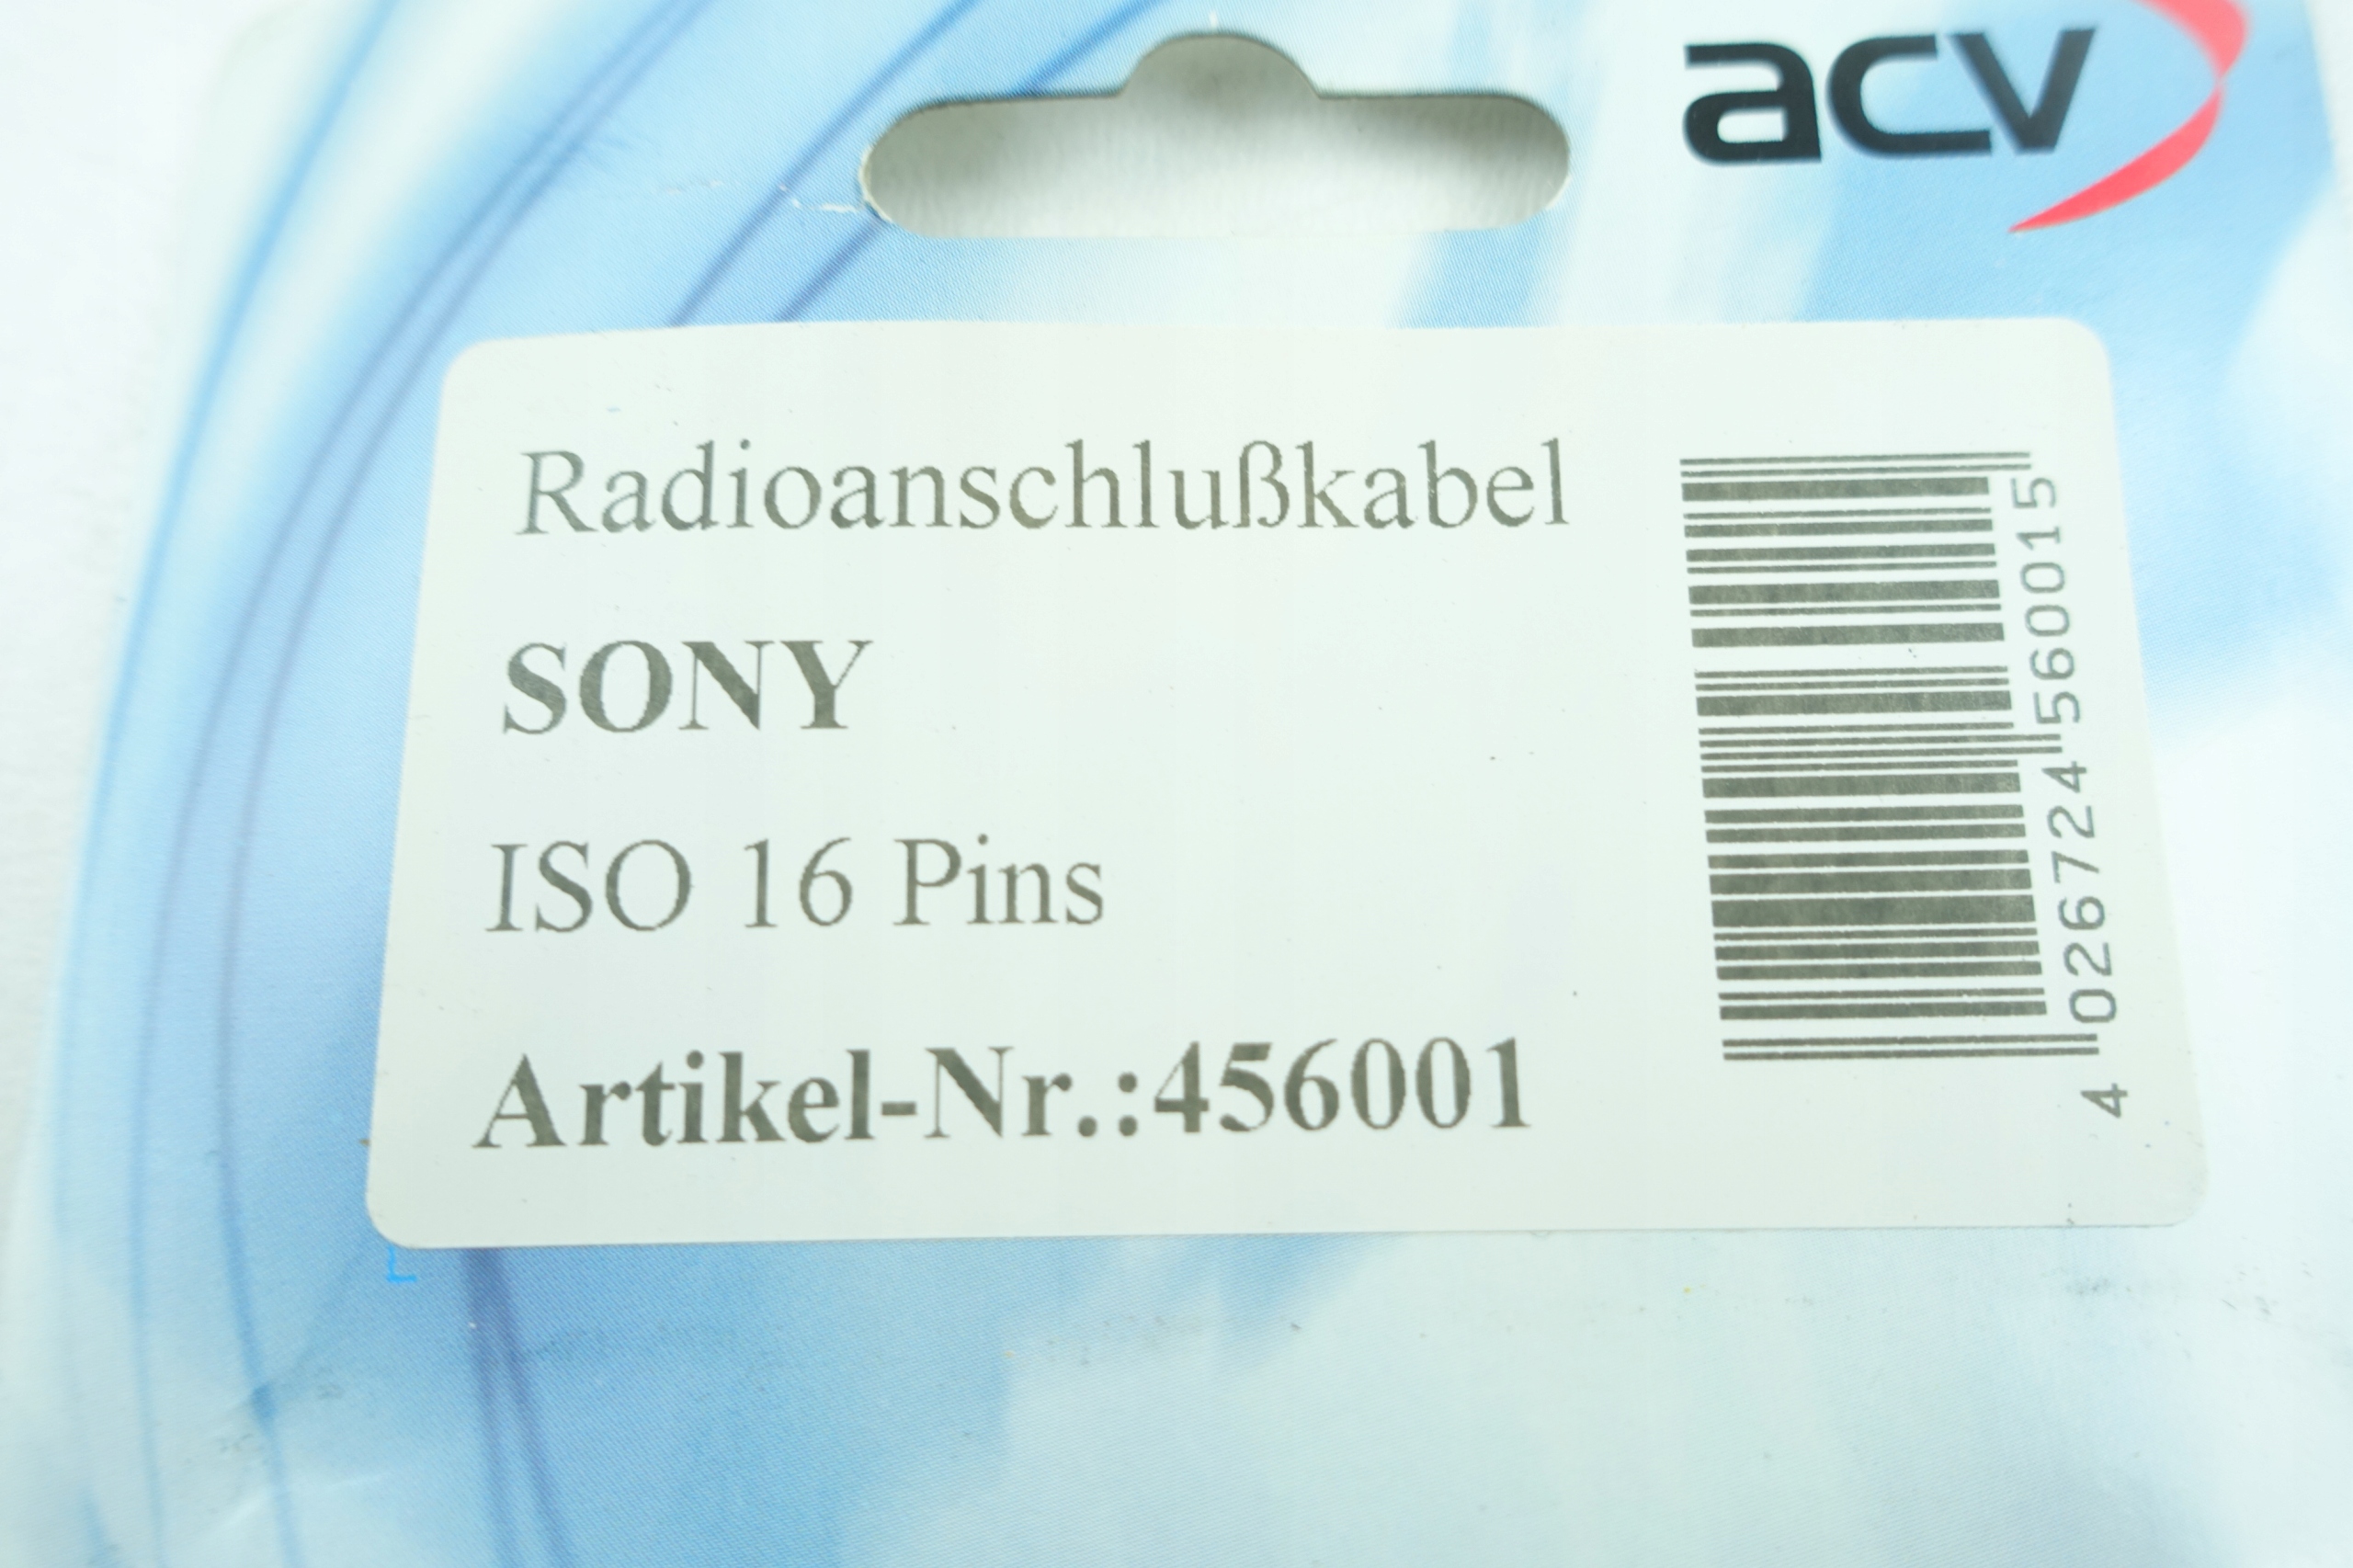 acv
Radioanschlußkabel
SONY
ISO 16 Pins
Artikel-Nr.:456001
4 026724 560015